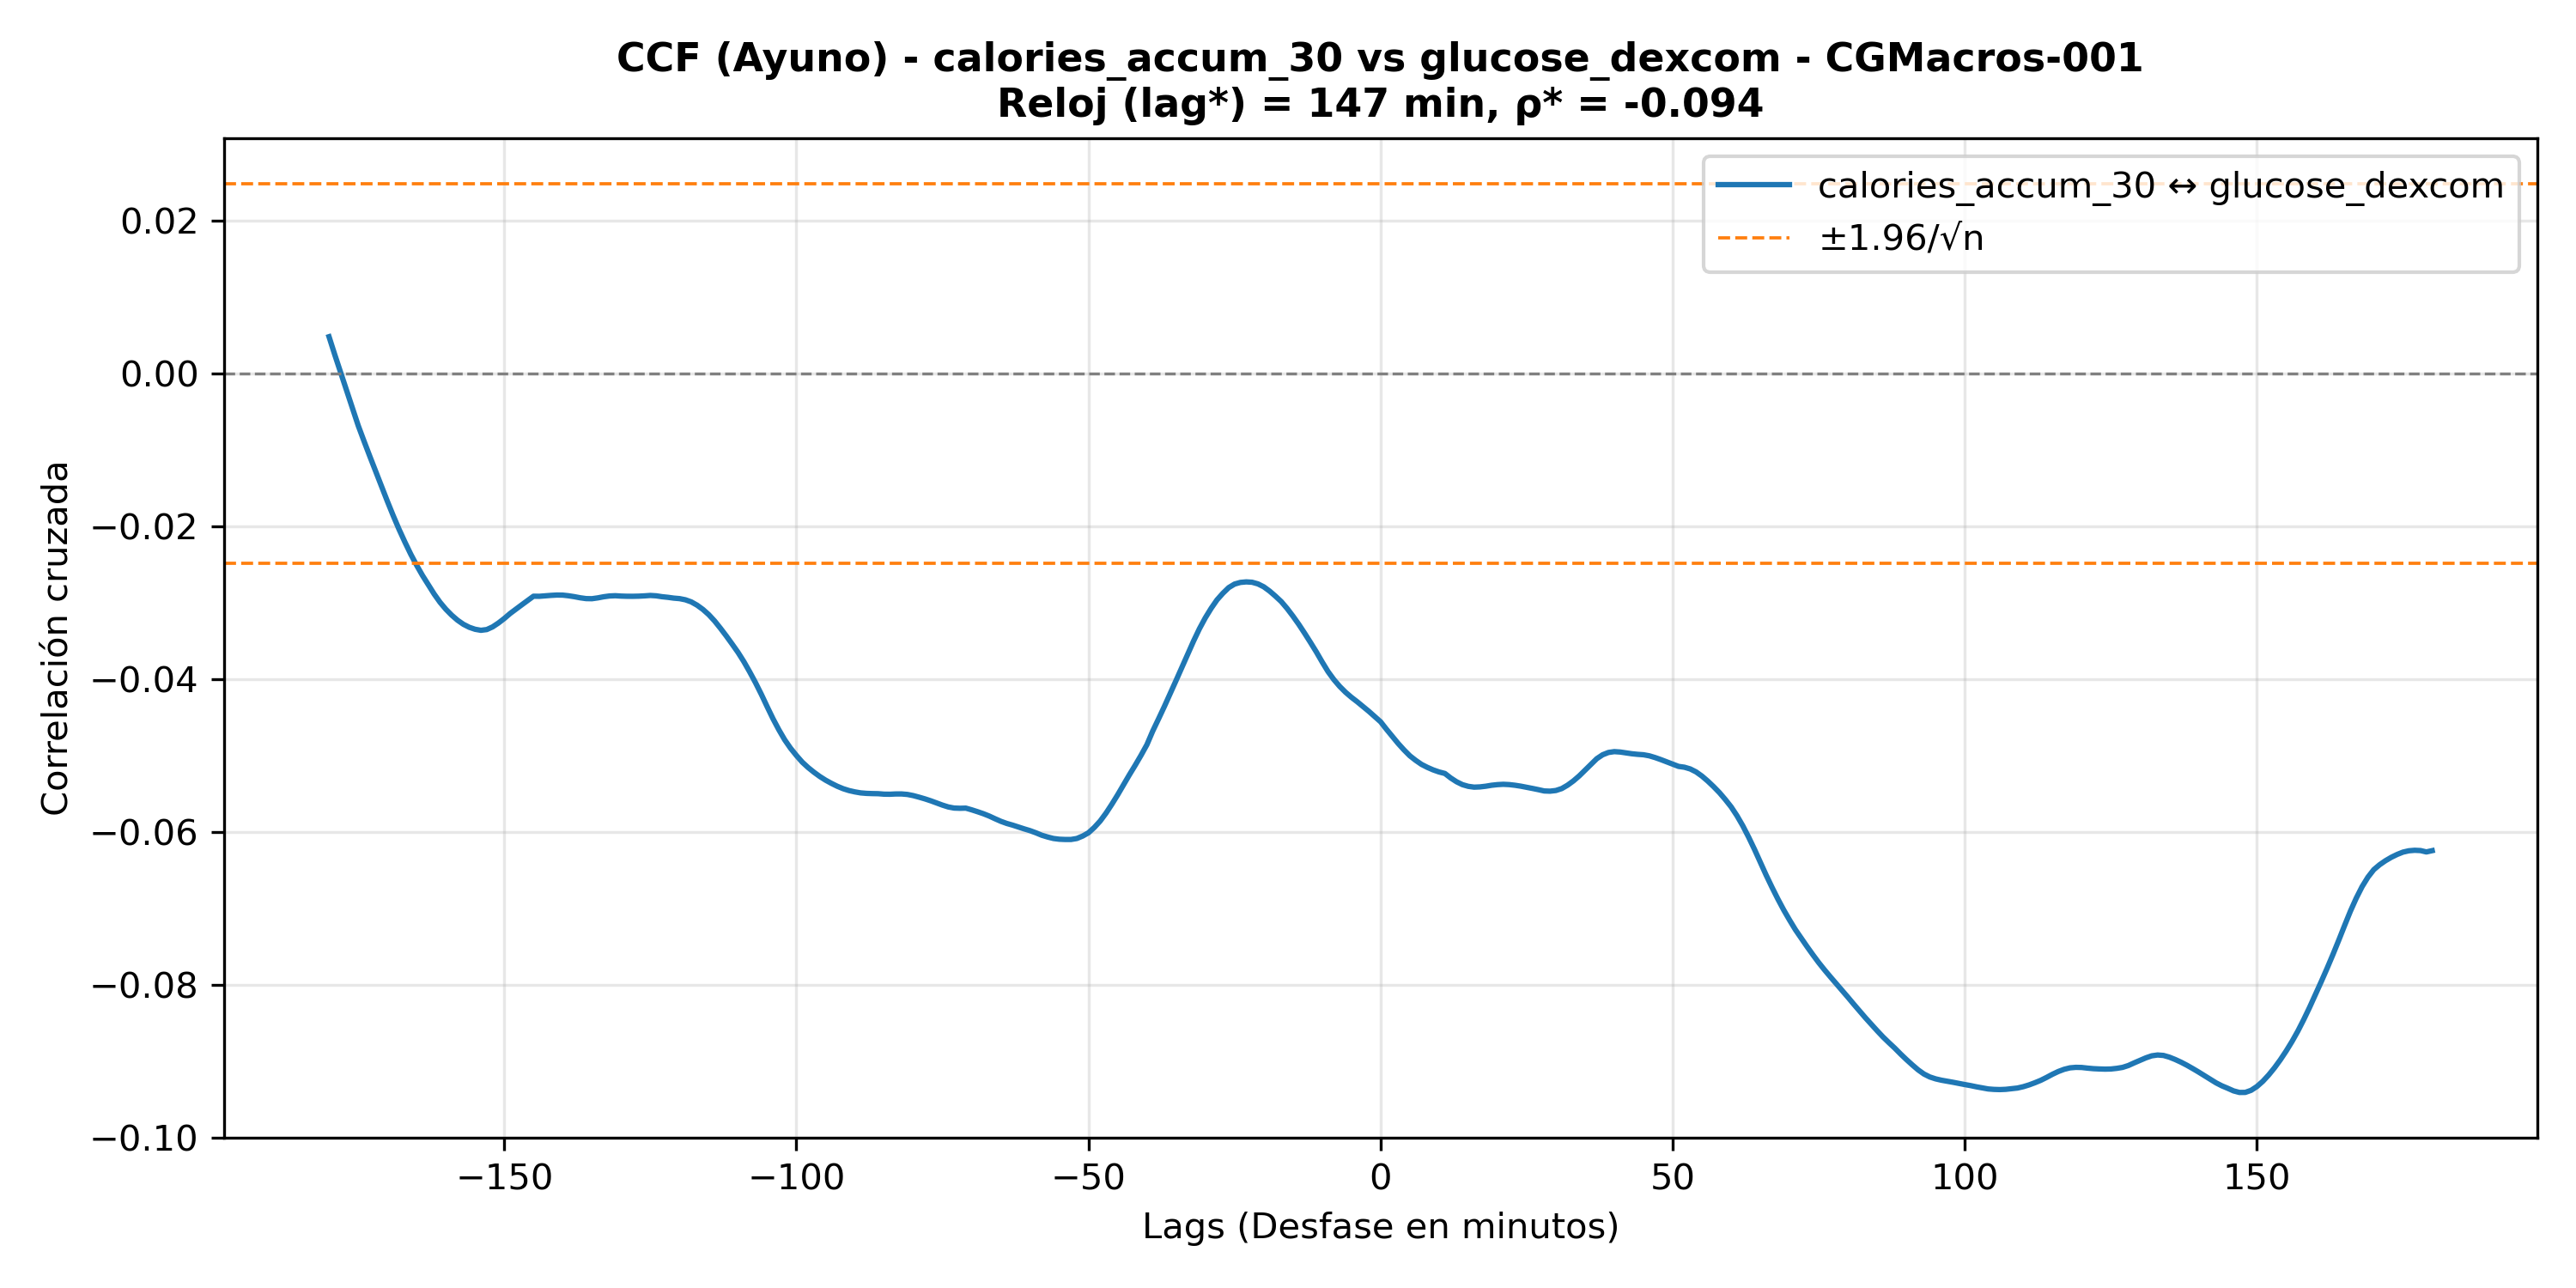 CCF (Ayuno) - calories_accum_30 vs glucose_dexcom - CGMacros-001
Reloj (lag*) = 147 min, ρ* = -0.094
calories_accum_30 ↔ glucose_dexcom
±1.96/√n
Correlación cruzada
0.02
0.00
−0.02
−0.04
−0.06
−0.08
−0.10
−150
−100
−50
0
50
100
150
Lags (Desfase en minutos)